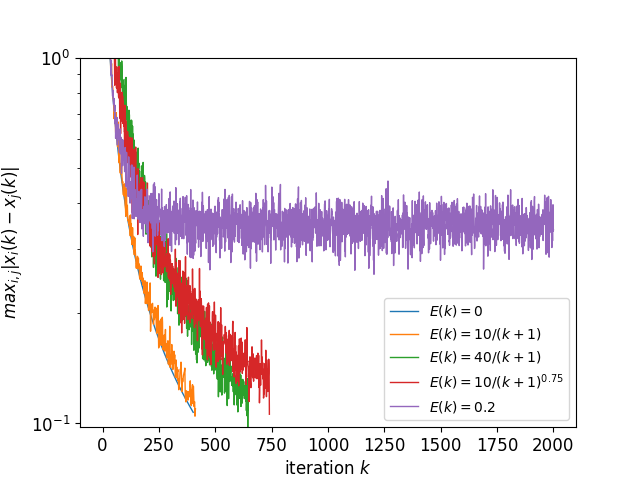 10^0
10^{-1}
max_{i,j}|x_i(k) − x_j(k)|
E(k) = 0
E(k) = 10/(k + 1)
E(k) = 40/(k + 1)
E(k) = 10/(k + 1)^{0.75}
E(k) = 0.2
0 250 500 750 1000 1250 1500 1750 2000
iteration k